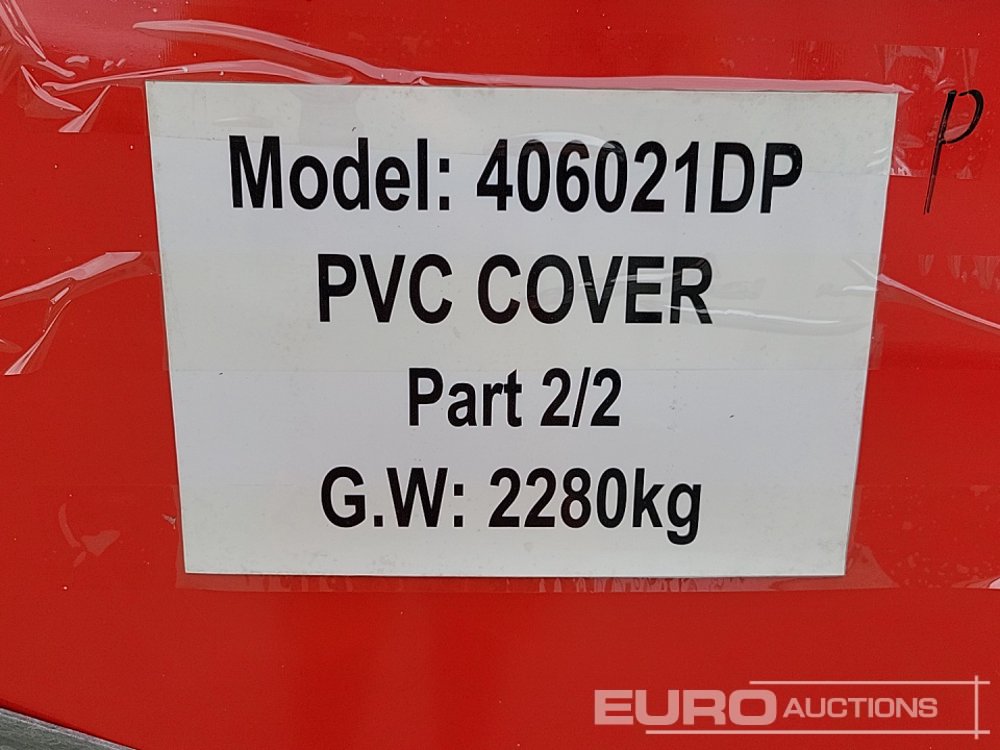 Model: 406021DP
P
PVC COVER
Part 2/2
G.W: 2280kg
EURO AUCTIONS